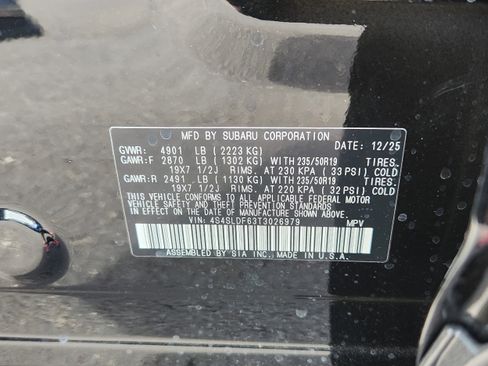 MFD BY SUBARU CORPORATION DATE: 12/25
GVWR: 4901 LB ( 2223 KG)
GAWR:F 2870 LB ( 1302 KG) WITH 235/50R19 TIRES.
19X7 1/2J RIMS. AT 230 KPA ( 33 PSI) COLD
GAWR:R 2491 LB ( 1130 KG) WITH 235/50R19 TIRES.
19X7 1/2J RIMS. AT 220 KPA ( 32 PSI) COLD
THIS VEHICLE CONFORMS TO ALL APPLICABLE FEDERAL MOTOR
VEHICLE SAFETY AND THEFT PREVENTION STANDARDS
IN EFFECT ON THE DATE OF MANUFACTURE SHOWN ABOVE.
VIN: 4S4SLDF63T3026979 MPV
ASSEMBLED BY SIA INC., MADE IN U.S.A.